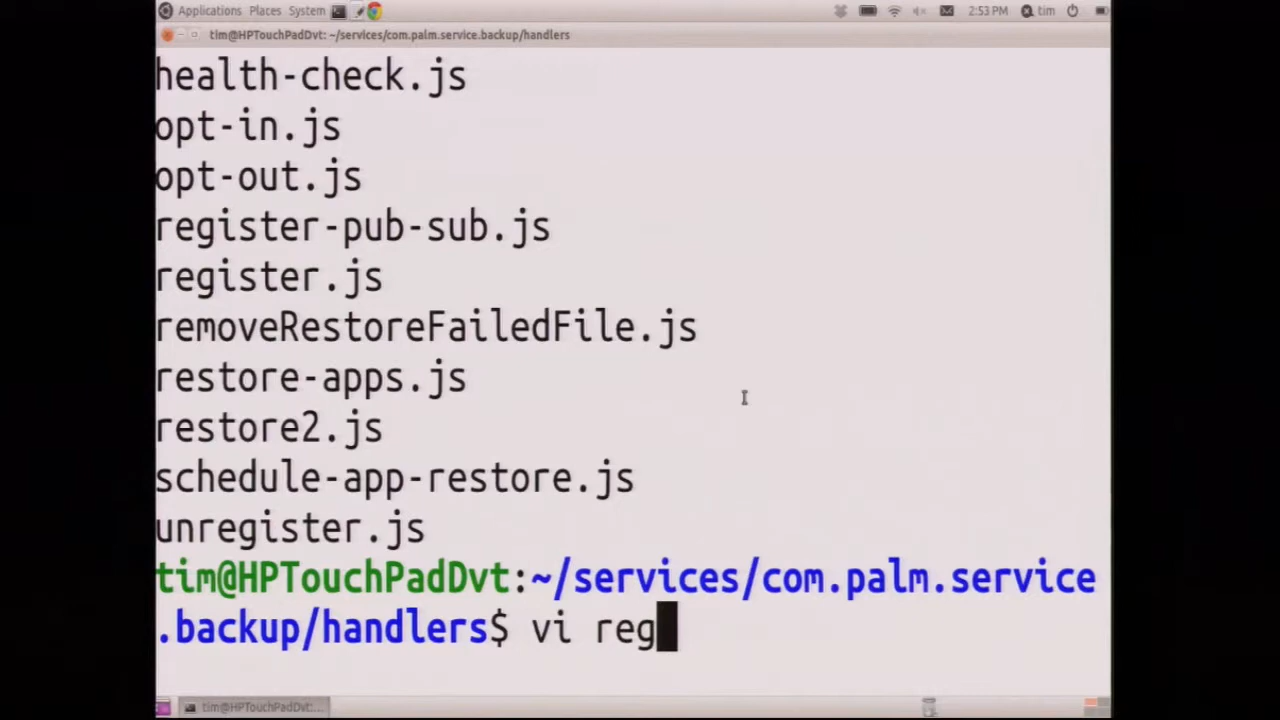 Applications Places System 2:53 PM tim
tim@HPTouchPadDvt: ~/services/com.palm.service.backup/handlers
health-check.js
opt-in.js
opt-out.js
register-pub-sub.js
register.js
removeRestoreFailedFile.js
restore-apps.js
restore2.js
schedule-app-restore.js
unregister.js
tim@HPTouchPadDvt:~/services/com.palm.service
.backup/handlers$ vi reg
tim@HPTouchPadDvt:...